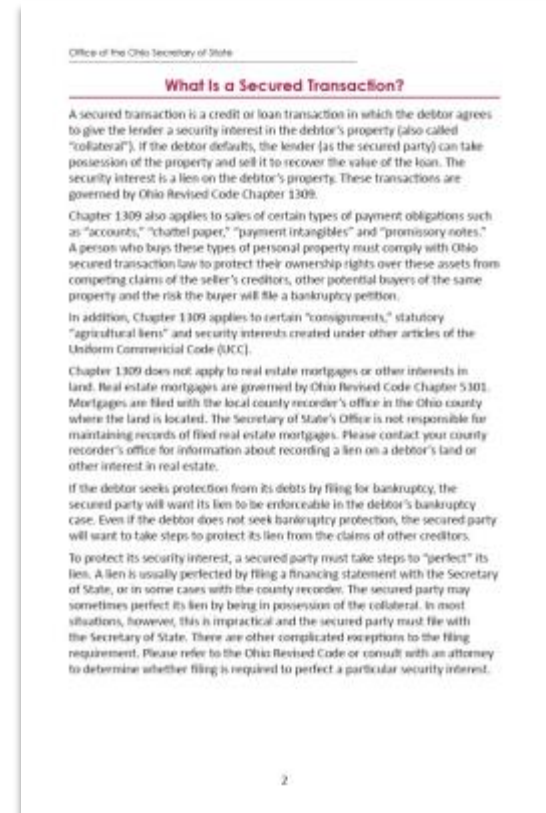 Office of the Ohio Secretary of State
What Is a Secured Transaction?
A secured transaction is a credit or loan transaction in which the debtor agrees
to give the lender a security interest in the debtor's property (also called
"collateral"). If the debtor defaults, the lender (as the secured party) can take
possession of the property and sell it to recover the value of the loan. The
security interest is a lien on the debtor's property. These transactions are
governed by Ohio Revised Code Chapter 1309.
Chapter 1309 also applies to sales of certain types of payment obligations such
as "accounts," "chattel paper," "payment intangibles" and "promissory notes."
A person who buys these types of personal property must comply with Ohio
secured transaction law to protect their ownership rights over these assets from
competing claims of the seller's creditors, other potential buyers of the same
property and the risk the buyer will file a bankruptcy petition.
In addition, Chapter 1309 applies to certain "consignments," statutory
"agricultural liens" and security interests created under other articles of the
Uniform Commericial Code (UCC).
Chapter 1309 does not apply to real estate mortgages or other interests in
land. Real estate mortgages are governed by Ohio Revised Code Chapter 5301.
Mortgages are filed with the local county recorder's office in the Ohio county
where the land is located. The Secretary of State's Office is not responsible for
maintaining records of filed real estate mortgages. Please contact your county
recorder's office for information about recording a lien on a debtor's land or
other interest in real estate.
If the debtor seeks protection from its debts by filing for bankruptcy, the
secured party will want its lien to be enforceable in the debtor's bankruptcy
case. Even if the debtor does not seek bankruptcy protection, the secured party
will want to take steps to protect its lien from the claims of other creditors.
To protect its security interest, a secured party must take steps to "perfect" its
lien. A lien is usually perfected by filing a financing statement with the Secretary
of State, or in some cases with the county recorder. The secured party may
sometimes perfect its lien by being in possession of the collateral. In most
situations, however, this is impractical and the secured party must file with
the Secretary of State. There are other complicated exceptions to the filing
requirement. Please refer to the Ohio Revised Code or consult with an attorney
to determine whether filing is required to perfect a particular security interest.
2